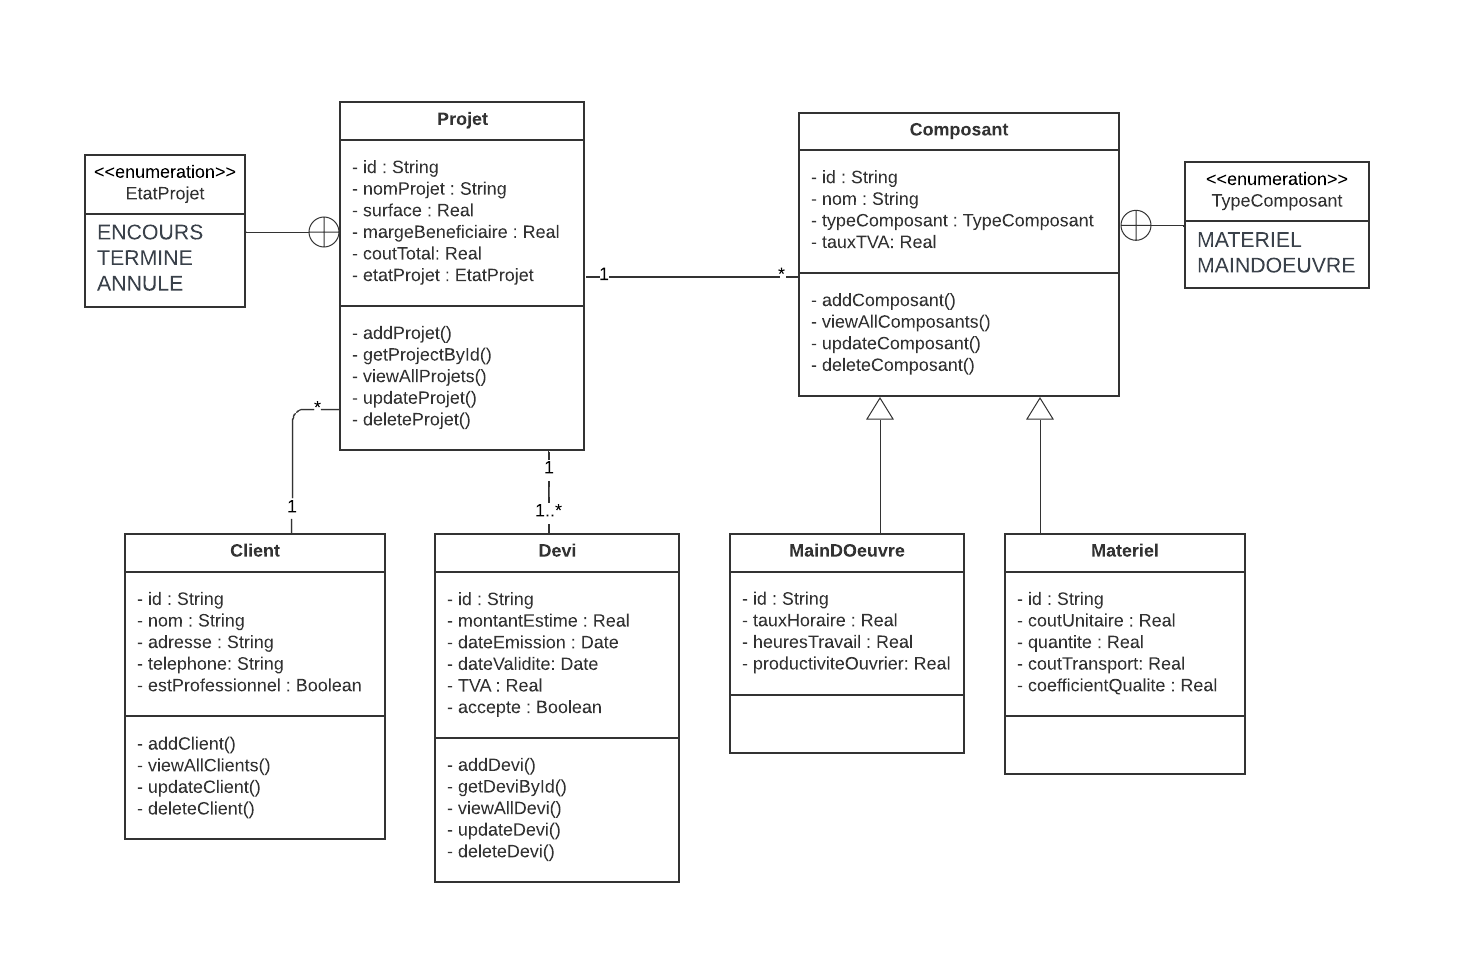 Projet
- id : String
- nomProjet : String
- surface : Real
- margeBeneficiaire : Real
- coutTotal: Real
- etatProjet : EtatProjet
- addProjet()
- getProjectById()
- viewAllProjets()
- updateProjet()
- deleteProjet()
Composant
- id : String
- nom : String
- typeComposant : TypeComposant
- tauxTVA: Real
- addComposant()
- viewAllComposants()
- updateComposant()
- deleteComposant()
<<enumeration>>
EtatProjet
ENCOURS
TERMINE
ANNULE
<<enumeration>>
TypeComposant
MATERIEL
MAINDOEUVRE
1
*
*
1
1
1..*
Client
- id : String
- nom : String
- adresse : String
- telephone: String
- estProfessionnel : Boolean
- addClient()
- viewAllClients()
- updateClient()
- deleteClient()
Devi
- id : String
- montantEstime : Real
- dateEmission : Date
- dateValidite: Date
- TVA : Real
- accepte : Boolean
- addDevi()
- getDeviById()
- viewAllDevi()
- updateDevi()
- deleteDevi()
MainDOeuvre
- id : String
- tauxHoraire : Real
- heuresTravail : Real
- productiviteOuvrier: Real
Materiel
- id : String
- coutUnitaire : Real
- quantite : Real
- coutTransport: Real
- coefficientQualite : Real